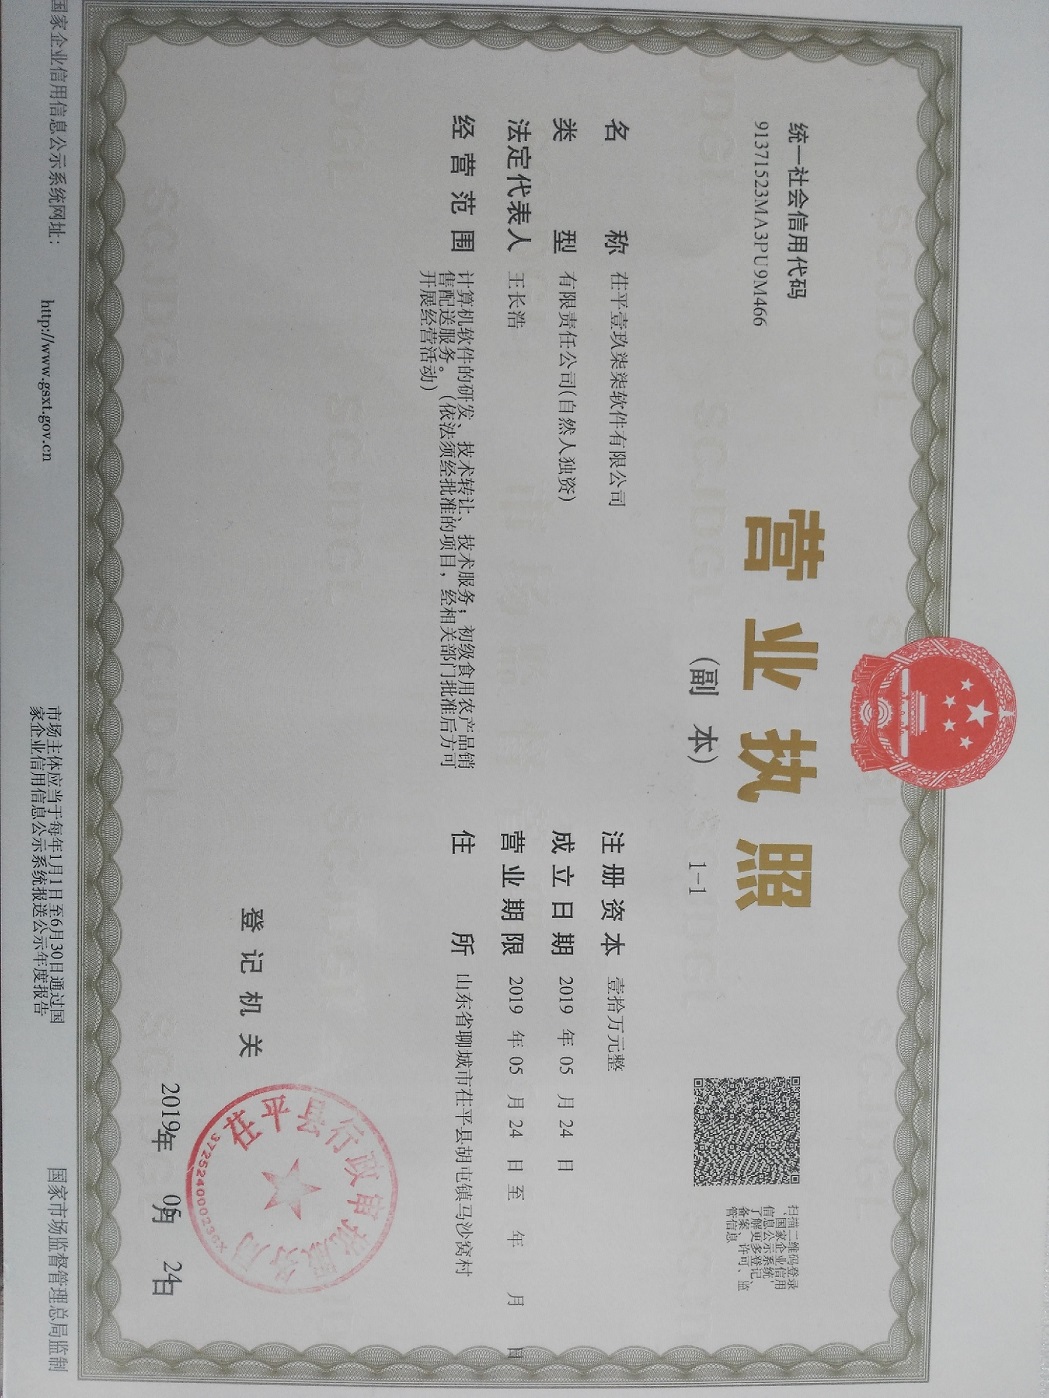 统一社会信用代码
91371523MA3PU9M466
营业执照
(副 本)
1-1
扫描二维码登录
‘国家企业信用
信息公示系统’
了解更多登记、
备案、许可、监
管信息
名 称 茌平壹玖柒柒软件有限公司
类 型 有限责任公司(自然人独资)
法定代表人 王长浩
经营范围 计算机软件的研发、技术转让、技术服务；初级食用农产品销
售配送服务。（依法须经批准的项目，经相关部门批准后方可
开展经营活动）
注册资本 壹拾万元整
成立日期 2019 年 05 月 24 日
营业期限 2019 年 05 月 24 日 至 年 月 日
住 所 山东省聊城市茌平县胡屯镇马沙窝村
登记机关
茌平县行政审批服务局
2019年 05月 24日
国家企业信用信息公示系统网址：
http://www.gsxt.gov.cn
市场主体应当于每年1月1日至6月30日通过国
家企业信用信息公示系统报送公示年度报告
国家市场监督管理总局监制
SCJDGL